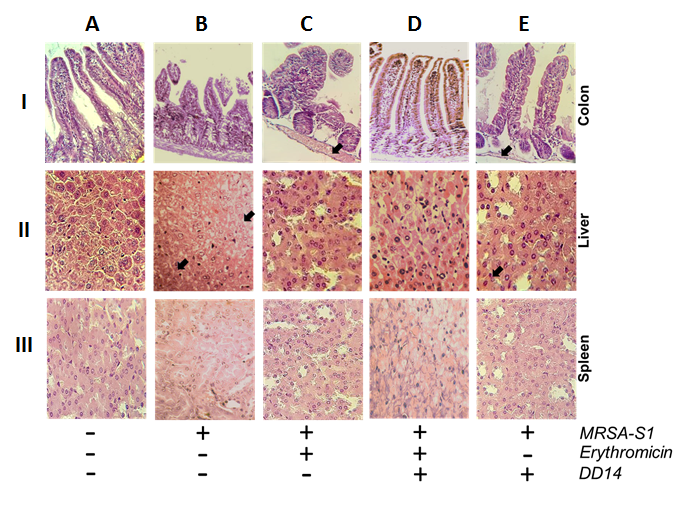 A B C D E
I Colon
II Liver
III Spleen
– + + + + MRSA-S1
– – + + – Erythromicin
– – – + + DD14